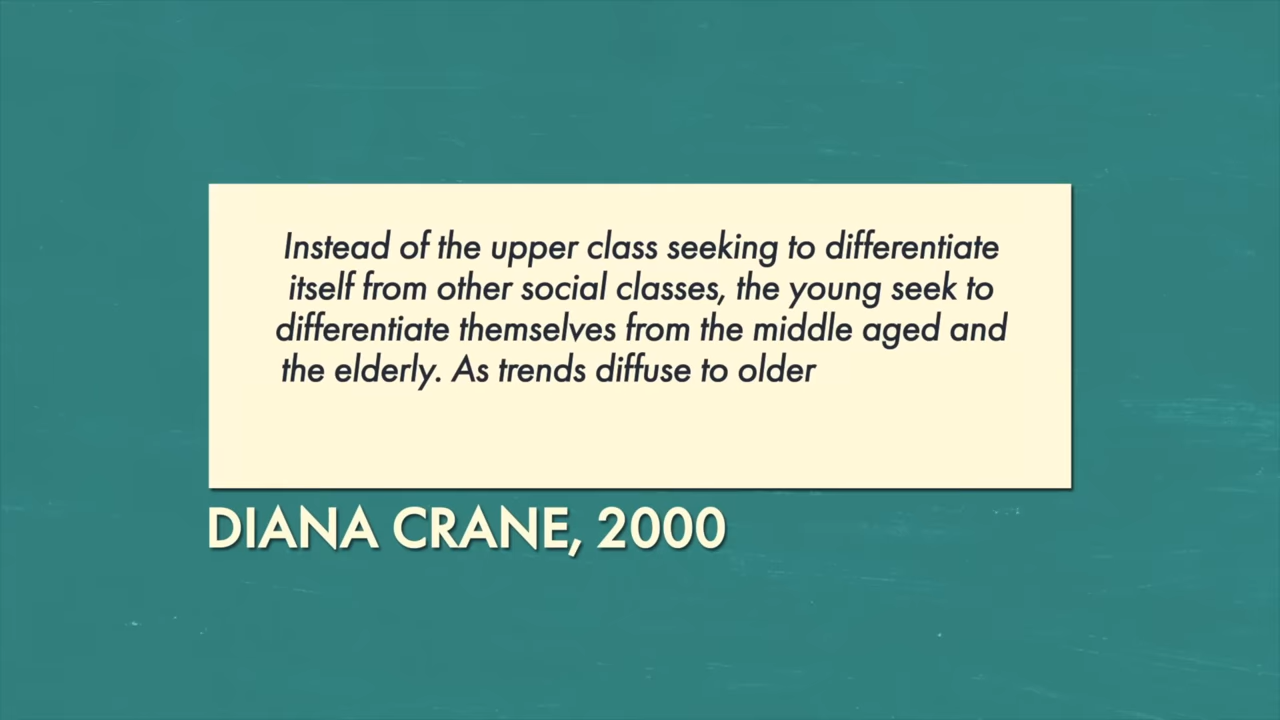 Instead of the upper class seeking to differentiate
itself from other social classes, the young seek to
differentiate themselves from the middle aged and
the elderly. As trends diffuse to older
DIANA CRANE, 2000